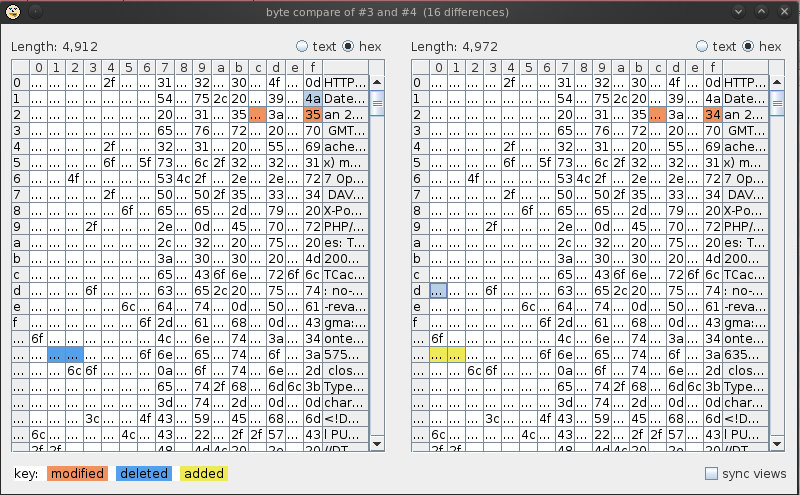 byte compare of #3 and #4 (16 differences)
Length: 4,912 text hex Length: 4,972 text hex
0 1 2 3 4 5 6 7 8 9 a b c d e f 0 1 2 3 4 5 6 7 8 9 a b c d e f
0 ... ... ... ... 2f ... ... 31 ... 32 ... 30 ... 4f ... 0d HTTP... 0 ... ... ... ... 2f ... ... 31 ... 32 ... 30 ... 4f ... 0d HTTP...
1 ... ... ... ... ... ... ... 54 ... 75 2c 20 ... 39 ... 4a Date... 1 ... ... ... ... ... ... ... 54 ... 75 2c 20 ... 39 ... 4a Date...
2 ... ... ... ... ... ... ... 20 ... 31 ... 35 ... 3a ... 35 an 2... 2 ... ... ... ... ... ... ... 20 ... 31 ... 35 ... 3a ... 34 an 2...
3 ... ... ... ... ... ... ... 65 ... 76 ... 72 ... 20 ... 70 GMT... 3 ... ... ... ... ... ... ... 65 ... 76 ... 72 ... 20 ... 70 GMT...
4 ... ... ... ... 2f ... ... 32 ... 31 ... 20 ... 55 ... 69 ache... 4 ... ... ... ... 2f ... ... 32 ... 31 ... 20 ... 55 ... 69 ache...
5 ... ... ... ... 6f ... 5f 73 ... 6c 2f 32 ... 32 ... 31 x) m... 5 ... ... ... ... 6f ... 5f 73 ... 6c 2f 32 ... 32 ... 31 x) m...
6 ... ... 4f ... ... ... ... 53 4c 2f ... 2e ... 2e ... 72 7 Op... 6 ... ... 4f ... ... ... ... 53 4c 2f ... 2e ... 2e ... 72 7 Op...
7 ... ... ... ... 2f ... ... 50 ... 50 2f 35 ... 33 ... 34 DAV... 7 ... ... ... ... 2f ... ... 50 ... 50 2f 35 ... 33 ... 34 DAV...
8 ... ... ... ... ... 6f ... 65 ... 65 ... 2d ... 79 ... 20 X-Po... 8 ... ... ... ... ... 6f ... 65 ... 65 ... 2d ... 79 ... 20 X-Po...
9 ... ... ... 2f ... ... ... 2e ... 0d ... 45 ... 70 ... 72 PHP/... 9 ... ... ... 2f ... ... ... 2e ... 0d ... 45 ... 70 ... 72 PHP/...
a ... ... ... ... ... ... ... 2c ... 32 ... 20 ... 75 ... 20 es: T... a ... ... ... ... ... ... ... 2c ... 32 ... 20 ... 75 ... 20 es: T...
b ... ... ... ... ... ... ... 3a ... 30 ... 30 ... 20 ... 4d 200... b ... ... ... ... ... ... ... 3a ... 30 ... 30 ... 20 ... 4d 200...
c ... ... ... ... ... ... ... 65 ... 43 6f 6e ... 72 6f 6c TCac... c ... ... ... ... ... ... ... 65 ... 43 6f 6e ... 72 6f 6c TCac...
d ... ... ... 6f ... ... ... 63 ... 65 2c 20 ... 75 ... 74 : no-... d ... ... ... 6f ... ... ... 63 ... 65 2c 20 ... 75 ... 74 : no-...
e ... ... ... ... ... 6c ... 64 ... 74 ... 0d ... 50 ... 61 -reva... e ... ... ... ... ... 6c ... 64 ... 74 ... 0d ... 50 ... 61 -reva...
f ... ... ... ... ... ... 6f 2d ... 61 ... 68 ... 0d ... 43 gma:... f ... ... ... ... ... ... 6f 2d ... 61 ... 68 ... 0d ... 43 gma:...
... 6f ... ... ... ... ... ... 4c ... 6e ... 74 ... 3a ... 34 onte... ... 6f ... ... ... ... ... ... 4c ... 6e ... 74 ... 3a ... 34 onte...
... ... ... ... ... ... ... 6f 6e ... 65 ... 74 ... 6f ... 3a 575... ... ... ... ... ... ... ... 6f 6e ... 65 ... 74 ... 6f ... 3a 635...
... ... ... 6c 6f ... ... ... 0a ... 6f ... 74 ... 6e ... 2d clos... ... ... ... 6c 6f ... ... ... 0a ... 6f ... 74 ... 6e ... 2d clos...
... ... ... ... ... ... ... ... 65 ... 74 2f 68 ... 6d 6c 3b Type... ... ... ... ... ... ... ... ... 65 ... 74 2f 68 ... 6d 6c 3b Type...
... ... ... ... ... ... ... ... 3d ... 74 ... 2d ... 0d ... 0d char... ... ... ... ... ... ... ... ... 3d ... 74 ... 2d ... 0d ... 0d char...
... ... ... ... 3c ... ... 4f 43 ... 59 ... 45 ... 68 ... 6d <!D... ... ... ... ... 3c ... ... 4f 43 ... 59 ... 45 ... 68 ... 6d <!D...
... 6c ... ... ... ... 4c ... 43 ... 22 ... 2f 2f 57 ... 43 l PU... ... 6c ... ... ... ... 4c ... 43 ... 22 ... 2f 2f 57 ... 43 l PU...
key: modified deleted added sync views